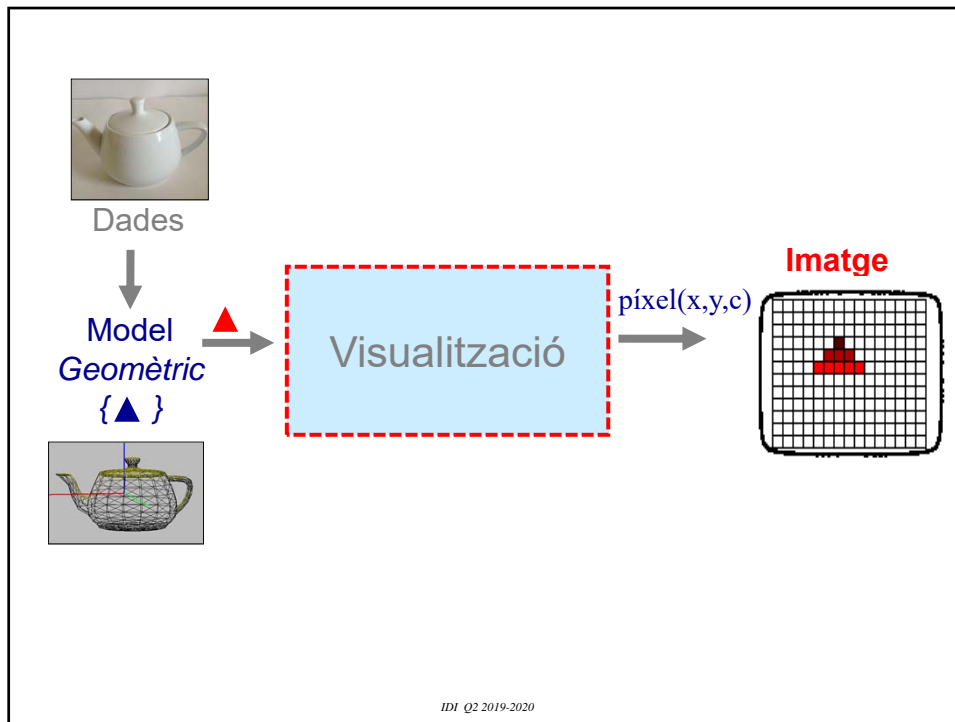 Dades
Model
Geomètric
{▲ }
Visualització
píxel(x,y,c)
Imatge
IDI Q2 2019-2020